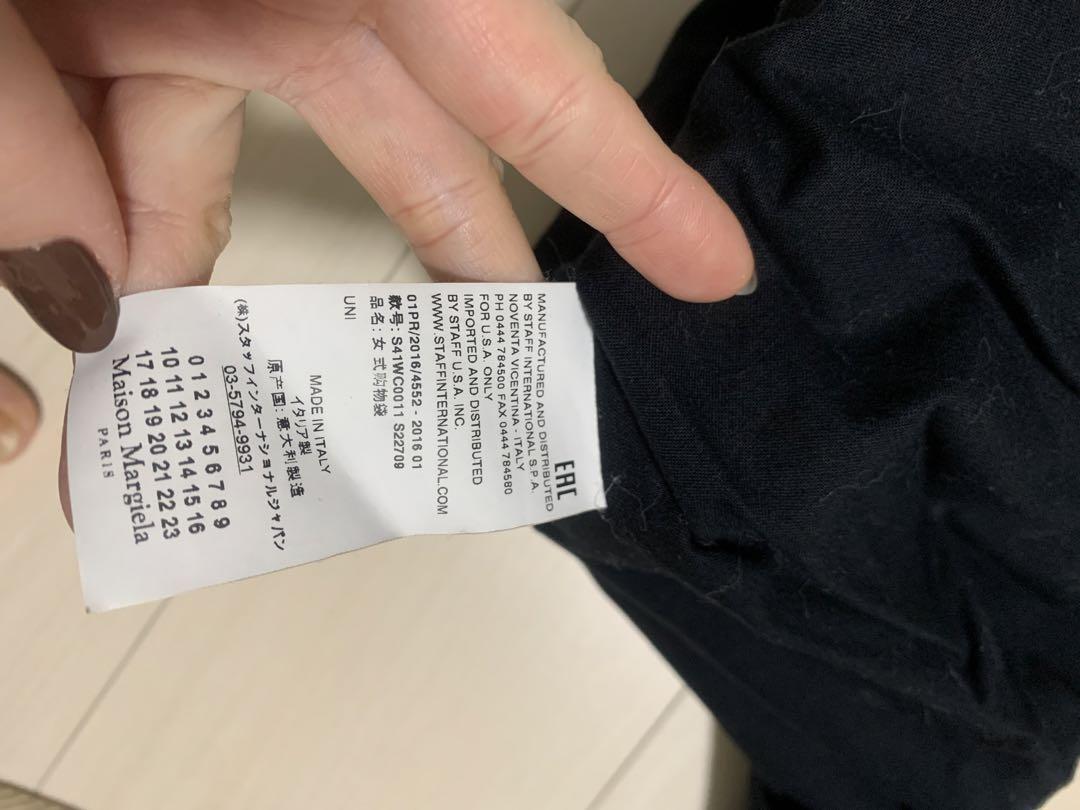 EAC
MANUFACTURED AND DISTRIBUTED
BY STAFF INTERNATIONAL S.P.A.
NOVENTA VICENTINA - ITALY
PH 0444 784500 FAX 0444 784580
FOR U.S.A. ONLY
IMPORTED AND DISTRIBUTED
BY STAFF U.S.A. INC.
WWW.STAFFINTERNATIONAL.COM
01PR/2016/4552 - 2016 01
款号: S41WC0011 S22709
品名: 女 式购物袋
UNI
MADE IN ITALY
イタリア製
原产国: 意大利製造
(株)スタッフインターナショナルジャパン
03-5794-9931
0 1 2 3 4 5 6 7 8 9
10 11 12 13 14 15 16
17 18 19 20 21 22 23
Maison Margiela
PARIS